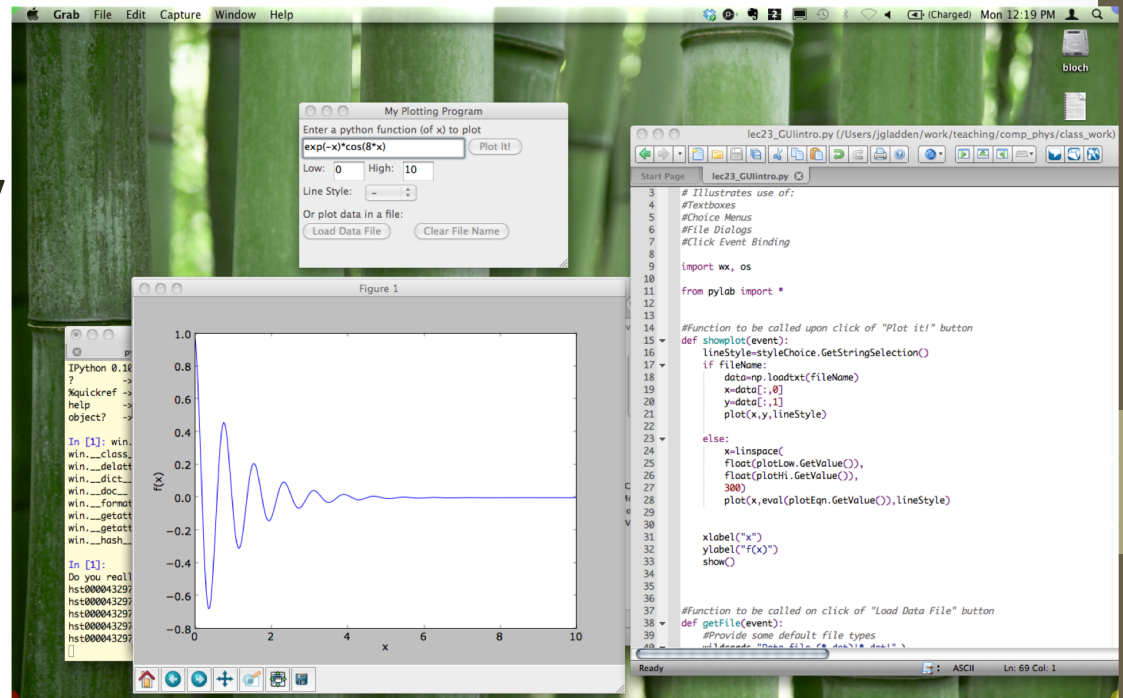 Grab File Edit Capture Window Help
(Charged) Mon 12:19 PM
bloch
My Plotting Program
Enter a python function (of x) to plot
exp(-x)*cos(8*x)
Plot It!
Low: 0 High: 10
Line Style: -
Or plot data in a file:
Load Data File Clear File Name
Figure 1
1.0
0.8
0.6
0.4
0.2
0.0
−0.2
−0.4
−0.6
−0.8
f(x)
0 2 4 6 8 10
x
IPython 0.10
? ->
%quickref ->
help ->
object? ->
In [1]: win.
win.__class_
win.__delatt
win.__dict__
win.__doc__
win.__format
win.__getatt
win.__getatt
win.__hash__
In [1]:
Do you reall
hst000043297
hst000043297
hst000043297
hst000043297
lec23_GUIintro.py (/Users/jgladden/work/teaching/comp_phys/class_work)
Start Page lec23_GUIintro.py
3 # Illustrates use of:
4 #Textboxes
5 #Choice Menus
6 #File Dialogs
7 #Click Event Binding
8
9 import wx, os
10
11 from pylab import *
12
13
14 #Function to be called upon click of "Plot it!" button
15 def showplot(event):
16 lineStyle=styleChoice.GetStringSelection()
17 if fileName:
18 data=np.loadtxt(fileName)
19 x=data[:,0]
20 y=data[:,1]
21 plot(x,y,lineStyle)
22
23 else:
24 x=linspace(
25 float(plotLow.GetValue()),
26 float(plotHi.GetValue()),
27 300)
28 plot(x,eval(plotEqn.GetValue()),lineStyle)
29
30
31 xlabel("x")
32 ylabel("f(x)")
33 show()
34
35
36
37 #Function to be called on click of "Load Data File" button
38 def getFile(event):
39 #Provide some default file types
Ready ASCII Ln: 69 Col: 1